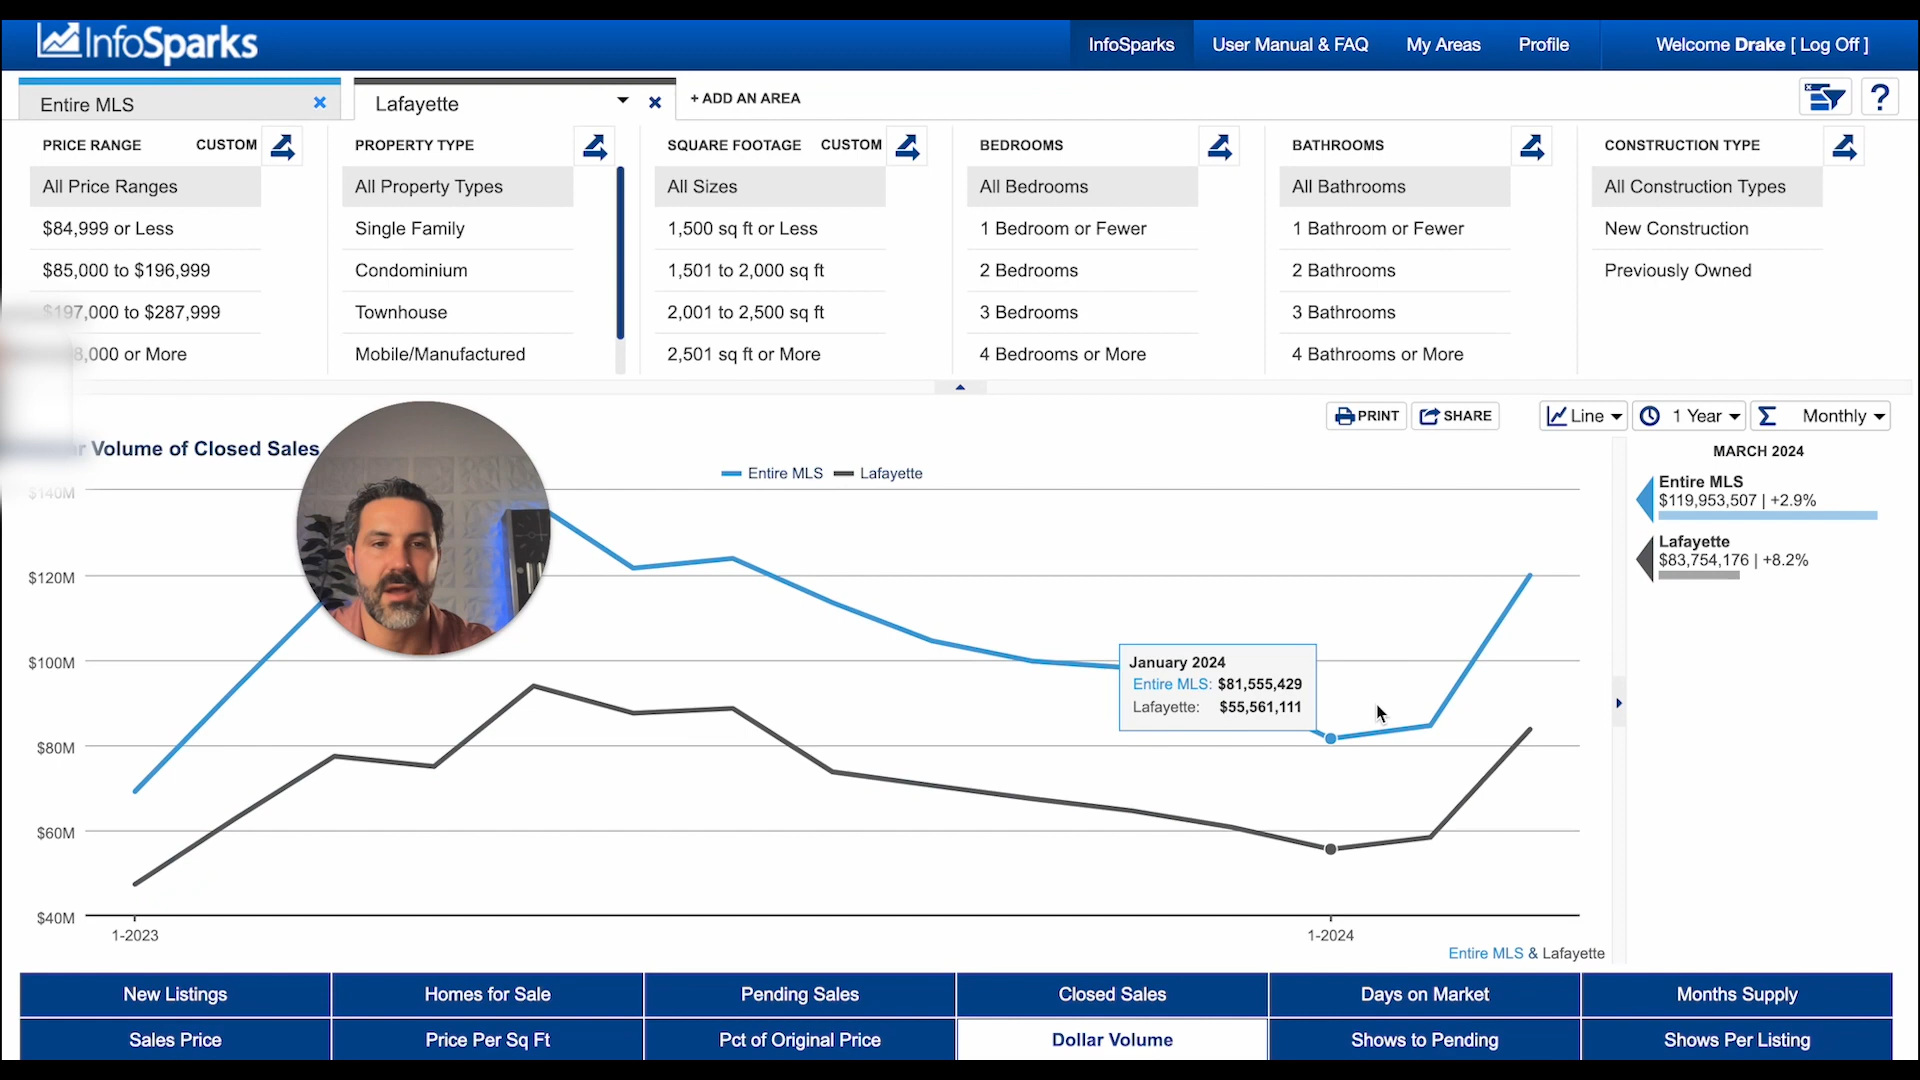 InfoSparks
InfoSparks
User Manual & FAQ
My Areas
Profile
Welcome Drake [ Log Off ]
Entire MLS
Lafayette
+ ADD AN AREA
?
PRICE RANGE
CUSTOM
All Price Ranges
$84,999 or Less
$85,000 to $196,999
$197,000 to $287,999
8,000 or More
PROPERTY TYPE
All Property Types
Single Family
Condominium
Townhouse
Mobile/Manufactured
SQUARE FOOTAGE
CUSTOM
All Sizes
1,500 sq ft or Less
1,501 to 2,000 sq ft
2,001 to 2,500 sq ft
2,501 sq ft or More
BEDROOMS
All Bedrooms
1 Bedroom or Fewer
2 Bedrooms
3 Bedrooms
4 Bedrooms or More
BATHROOMS
All Bathrooms
1 Bathroom or Fewer
2 Bathrooms
3 Bathrooms
4 Bathrooms or More
CONSTRUCTION TYPE
All Construction Types
New Construction
Previously Owned
PRINT
SHARE
Line
1 Year
Σ Monthly
Volume of Closed Sales
Entire MLS
Lafayette
MARCH 2024
Entire MLS
$119,953,507 | +2.9%
Lafayette
$83,754,176 | +8.2%
$140M
$120M
$100M
$80M
$60M
$40M
January 2024
Entire MLS: $81,555,429
Lafayette: $55,561,111
1-2023
1-2024
Entire MLS & Lafayette
New Listings
Homes for Sale
Pending Sales
Closed Sales
Days on Market
Months Supply
Sales Price
Price Per Sq Ft
Pct of Original Price
Dollar Volume
Shows to Pending
Shows Per Listing